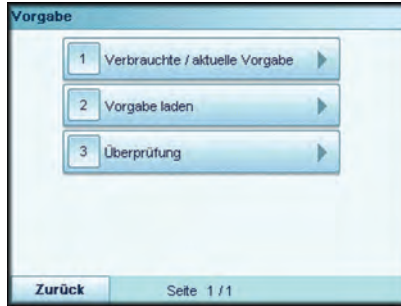 Vorgabe
1 Verbrauchte / aktuelle Vorgabe
2 Vorgabe laden
3 Überprüfung
Zurück Seite 1/1